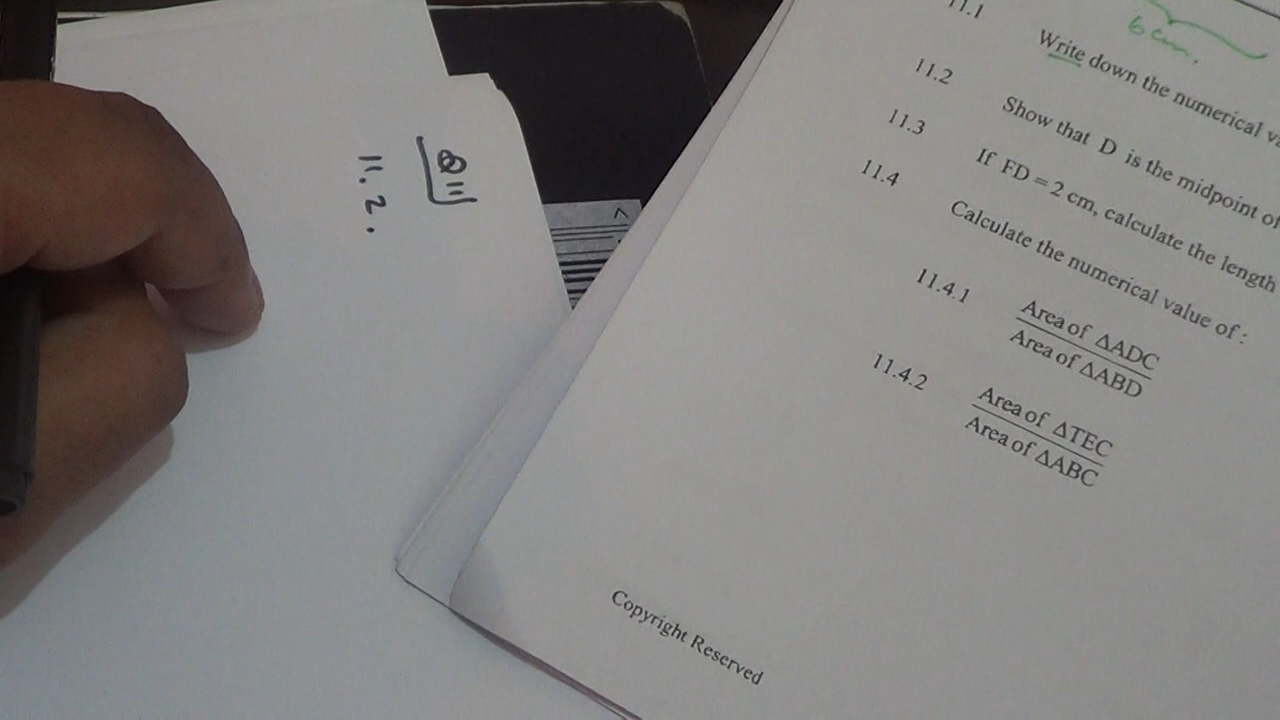 Q11
11.2.
6cm.
11.1 Write down the numerical
11.2 Show that D is the midpoint of
11.3 If FD = 2 cm, calculate the length
11.4 Calculate the numerical value of :
11.4.1 Area of ΔADC
Area of ΔABD
11.4.2 Area of ΔTEC
Area of ΔABC
Copyright Reserved